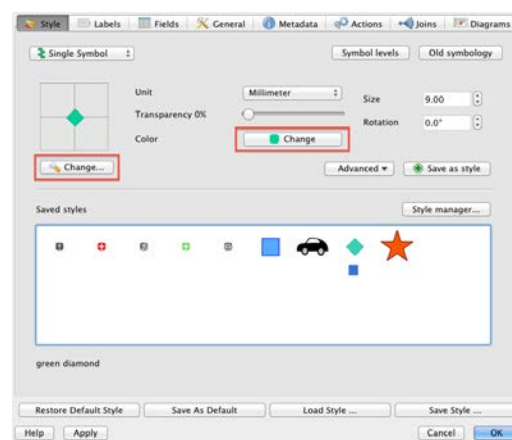 Style Labels Fields General Metadata Actions Joins Diagrams
Single Symbol Symbol levels Old symbology
Unit Millimeter Size 9.00
Transparency 0% Rotation 0.0°
Color Change
Change... Advanced Save as style
Saved styles Style manager...
green diamond
Restore Default Style Save As Default Load Style ... Save Style ...
Help Apply Cancel OK